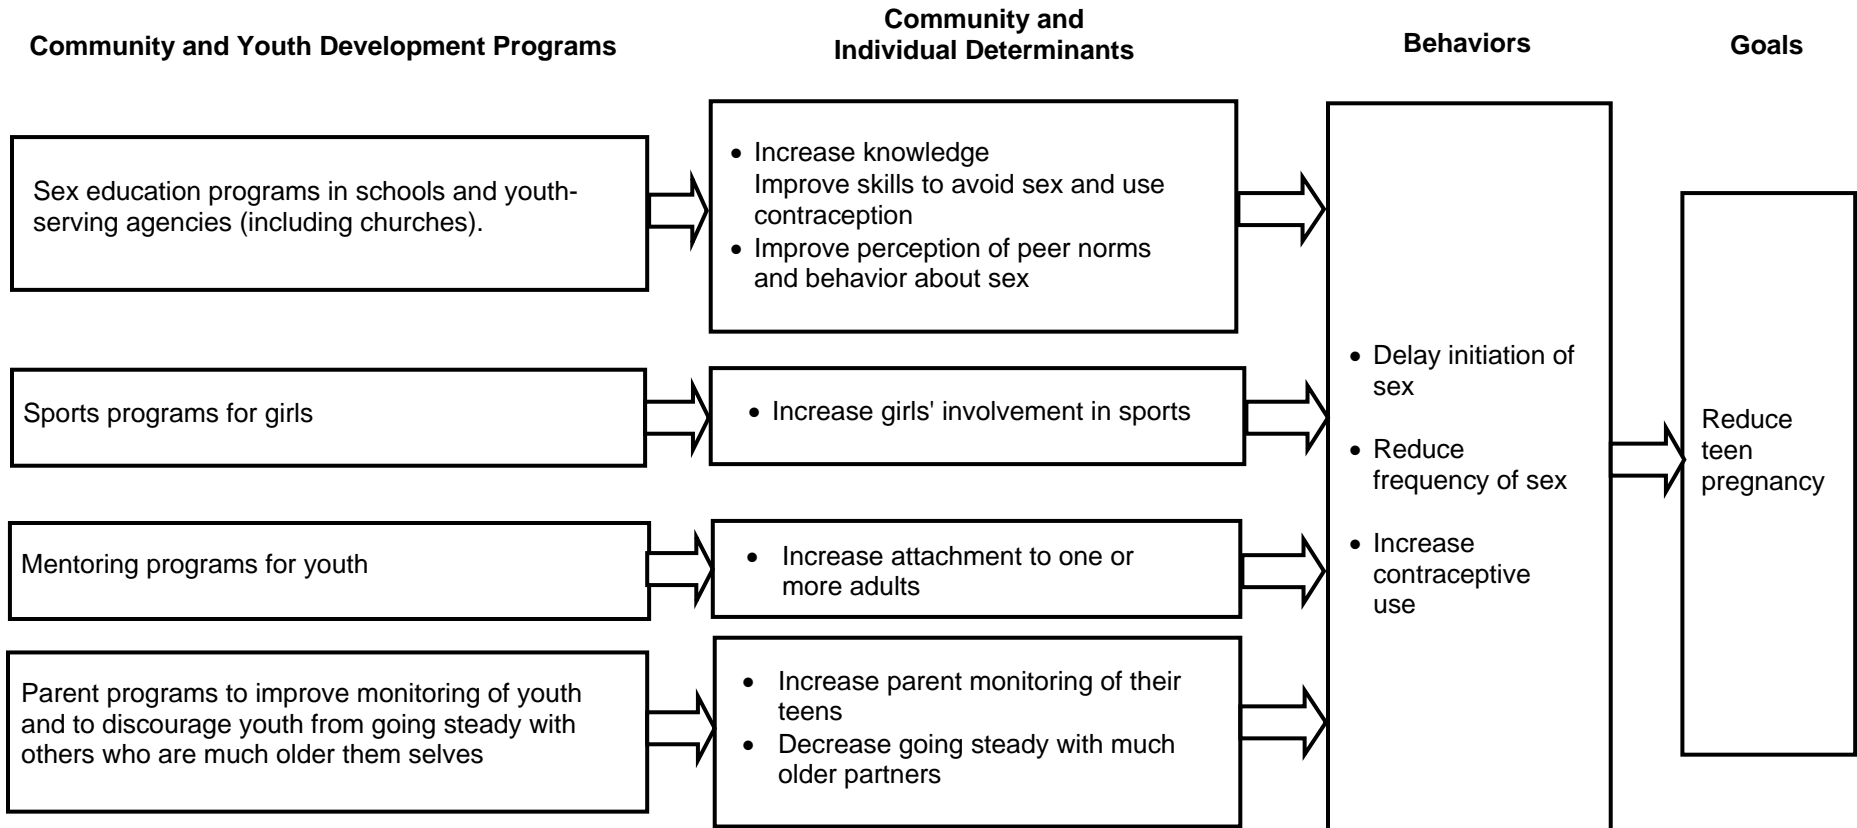 Community and Youth Development Programs
Community and
Individual Determinants
Behaviors
Goals
Sex education programs in schools and youth-
serving agencies (including churches).
• Increase knowledge
Improve skills to avoid sex and use
contraception
• Improve perception of peer norms
and behavior about sex
Sports programs for girls
• Increase girls' involvement in sports
Mentoring programs for youth
• Increase attachment to one or
more adults
Parent programs to improve monitoring of youth
and to discourage youth from going steady with
others who are much older them selves
• Increase parent monitoring of their
teens
• Decrease going steady with much
older partners
• Delay initiation of
sex
• Reduce
frequency of sex
• Increase
contraceptive
use
Reduce
teen
pregnancy